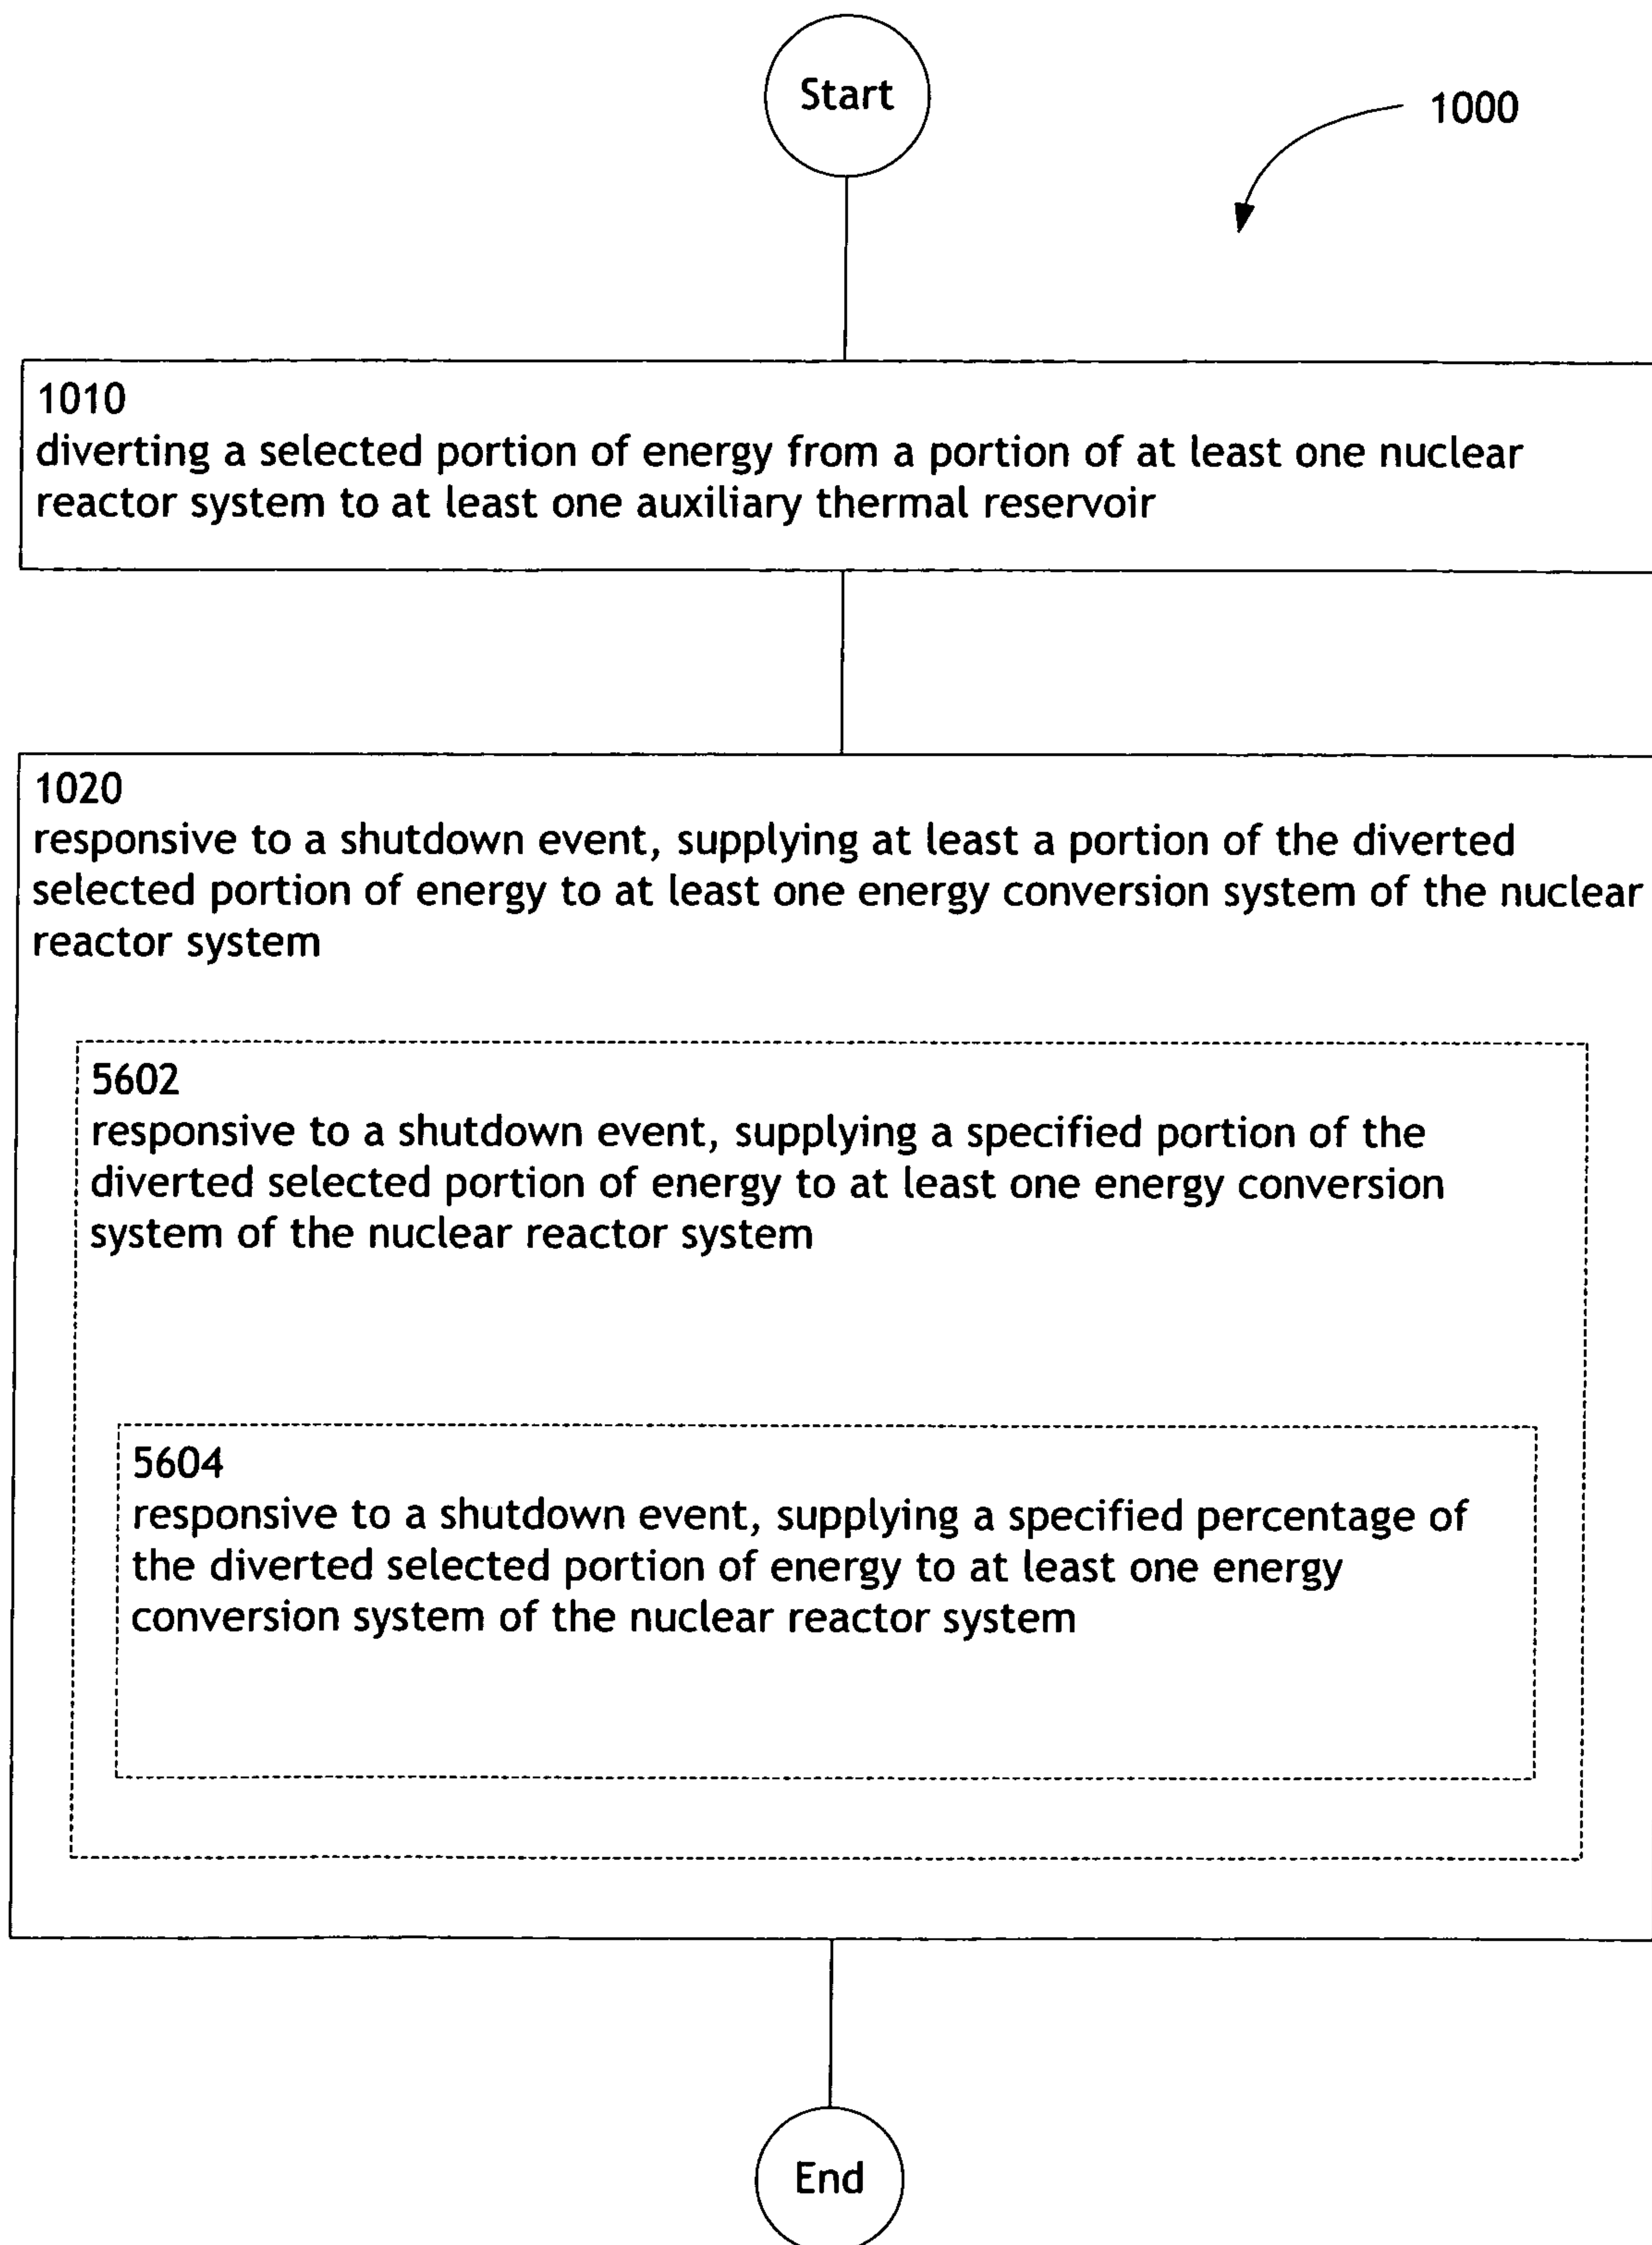 Start
1000
1010
diverting a selected portion of energy from a portion of at least one nuclear
reactor system to at least one auxiliary thermal reservoir
1020
responsive to a shutdown event, supplying at least a portion of the diverted
selected portion of energy to at least one energy conversion system of the nuclear
reactor system
5602
responsive to a shutdown event, supplying a specified portion of the
diverted selected portion of energy to at least one energy conversion
system of the nuclear reactor system
5604
responsive to a shutdown event, supplying a specified percentage of
the diverted selected portion of energy to at least one energy
conversion system of the nuclear reactor system
End